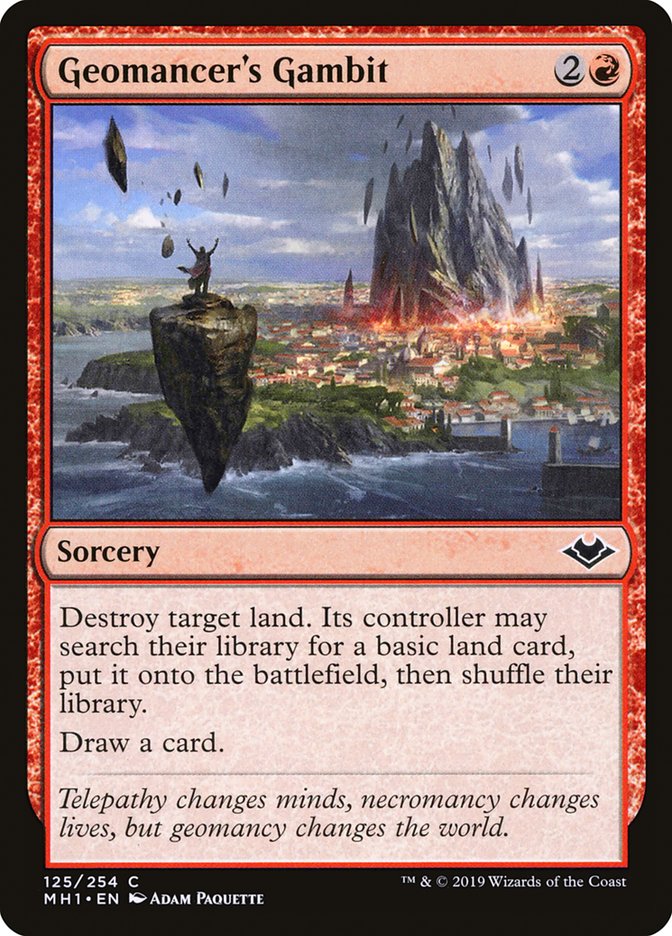 Geomancer's Gambit 2
Sorcery
Destroy target land. Its controller may
search their library for a basic land card,
put it onto the battlefield, then shuffle their
library.
Draw a card.
Telepathy changes minds, necromancy changes
lives, but geomancy changes the world.
125/254 C
MH1 • EN Adam Paquette
™ & © 2019 Wizards of the Coast